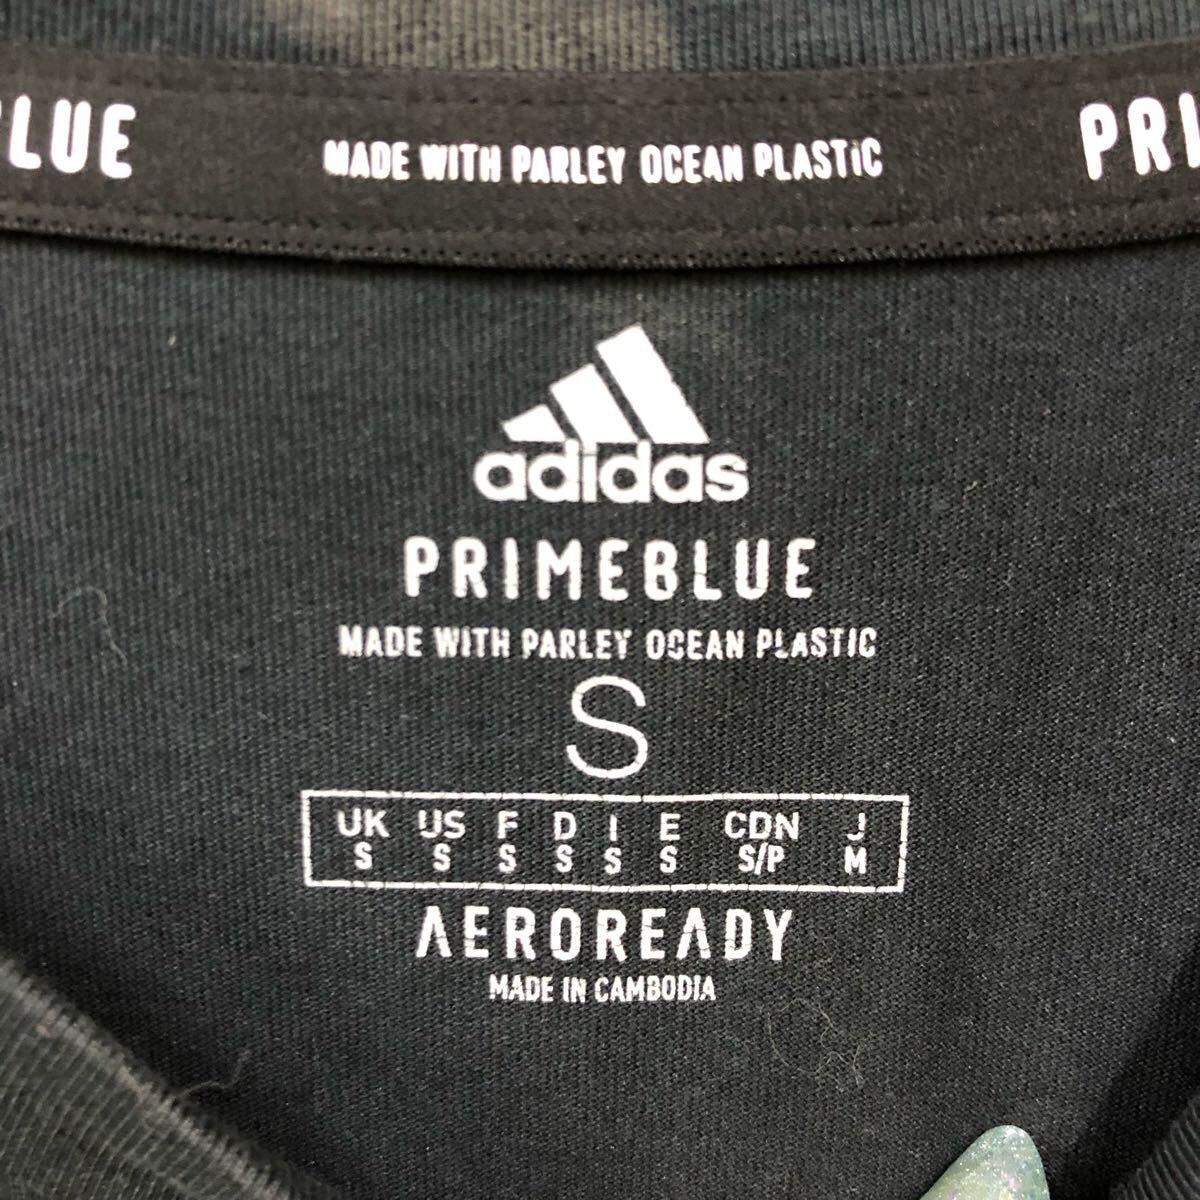 LUE MADE WITH PARLEY OCEAN PLASTIC PRI
adidas
PRIMEBLUE
MADE WITH PARLEY OCEAN PLASTIC
S
UK US F D I E CDN J
S S S S S S S/P M
AEROREADY
MADE IN CAMBODIA